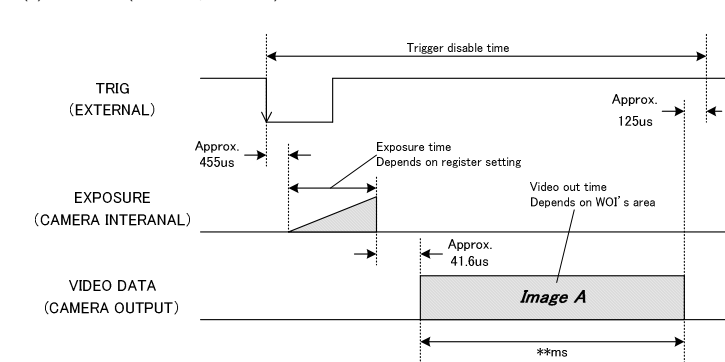 Trigger disable time
TRIG
(EXTERNAL)
Approx.
125us
Approx.
455us
Exposure time
Depends on register setting
EXPOSURE
(CAMERA INTERANAL)
Video out time
Depends on WOI's area
Approx.
41.6us
VIDEO DATA
(CAMERA OUTPUT)
Image A
**ms